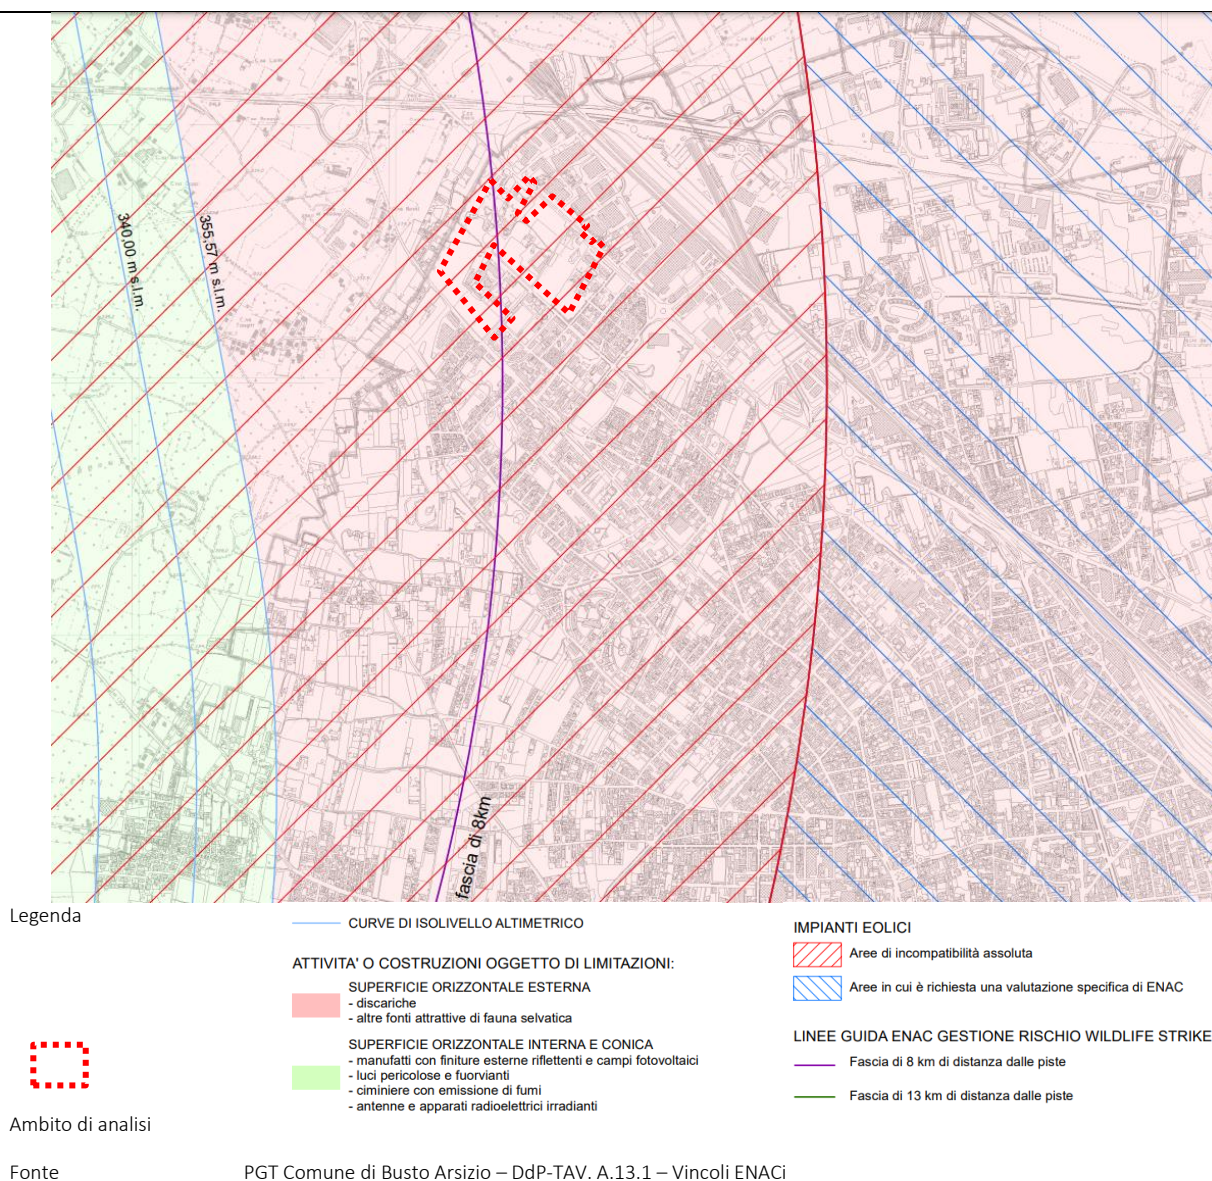 340,00 m s.l.m.
355,57 m s.l.m.
fascia di 8km
Legenda
CURVE DI ISOLIVELLO ALTIMETRICO
ATTIVITA' O COSTRUZIONI OGGETTO DI LIMITAZIONI:
SUPERFICIE ORIZZONTALE ESTERNA
- discariche
- altre fonti attrattive di fauna selvatica
SUPERFICIE ORIZZONTALE INTERNA E CONICA
- manufatti con finiture esterne riflettenti e campi fotovoltaici
- luci pericolose e fuorvianti
- ciminiere con emissione di fumi
- antenne e apparati radioelettrici irradianti
IMPIANTI EOLICI
Aree di incompatibilità assoluta
Aree in cui è richiesta una valutazione specifica di ENAC
LINEE GUIDA ENAC GESTIONE RISCHIO WILDLIFE STRIKE
Fascia di 8 km di distanza dalle piste
Fascia di 13 km di distanza dalle piste
Ambito di analisi
Fonte PGT Comune di Busto Arsizio – DdP-TAV. A.13.1 – Vincoli ENACi